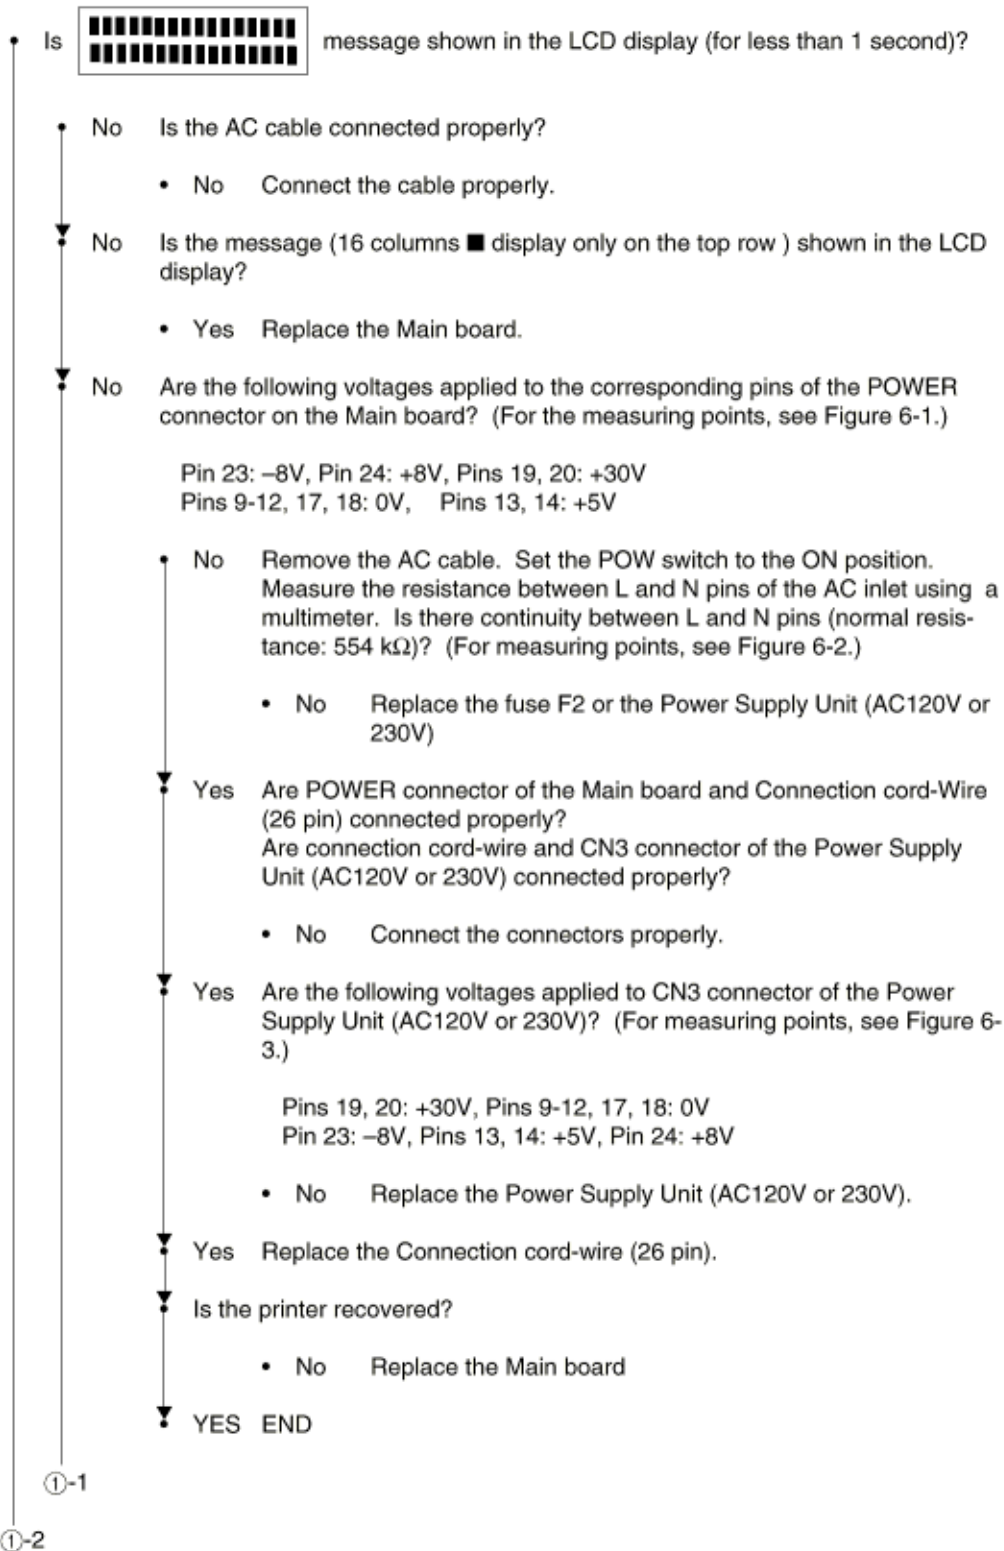 • Is message shown in the LCD display (for less than 1 second)?
• No Is the AC cable connected properly?
• No Connect the cable properly.
• No Is the message (16 columns ■ display only on the top row ) shown in the LCD
display?
• Yes Replace the Main board.
• No Are the following voltages applied to the corresponding pins of the POWER
connector on the Main board? (For the measuring points, see Figure 6-1.)
Pin 23: –8V, Pin 24: +8V, Pins 19, 20: +30V
Pins 9-12, 17, 18: 0V, Pins 13, 14: +5V
• No Remove the AC cable. Set the POW switch to the ON position.
Measure the resistance between L and N pins of the AC inlet using a
multimeter. Is there continuity between L and N pins (normal resis-
tance: 554 kΩ)? (For measuring points, see Figure 6-2.)
• No Replace the fuse F2 or the Power Supply Unit (AC120V or
230V)
• Yes Are POWER connector of the Main board and Connection cord-Wire
(26 pin) connected properly?
Are connection cord-wire and CN3 connector of the Power Supply
Unit (AC120V or 230V) connected properly?
• No Connect the connectors properly.
• Yes Are the following voltages applied to CN3 connector of the Power
Supply Unit (AC120V or 230V)? (For measuring points, see Figure 6-
3.)
Pins 19, 20: +30V, Pins 9-12, 17, 18: 0V
Pin 23: –8V, Pins 13, 14: +5V, Pin 24: +8V
• No Replace the Power Supply Unit (AC120V or 230V).
• Yes Replace the Connection cord-wire (26 pin).
• Is the printer recovered?
• No Replace the Main board
• YES END
①-1
①-2